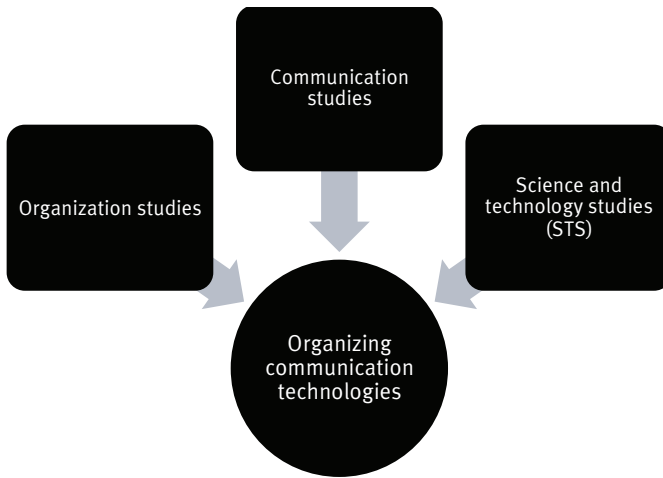 Communication
studies
Organization studies
Science and
technology studies
(STS)
Organizing
communication
technologies